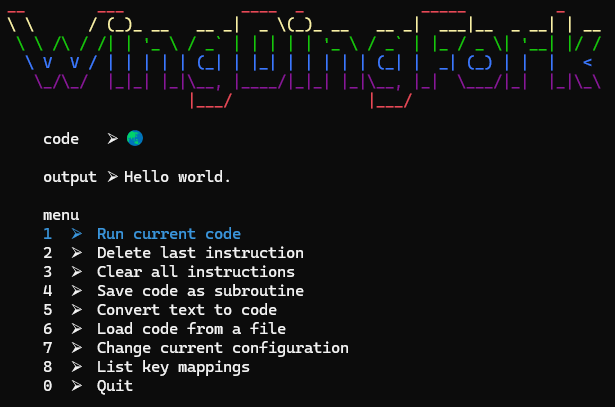 WingDingFork
code ⮚ 🌏
output ⮚ Hello world.
menu
1 ⮚ Run current code
2 ⮚ Delete last instruction
3 ⮚ Clear all instructions
4 ⮚ Save code as subroutine
5 ⮚ Convert text to code
6 ⮚ Load code from a file
7 ⮚ Change current configuration
8 ⮚ List key mappings
0 ⮚ Quit